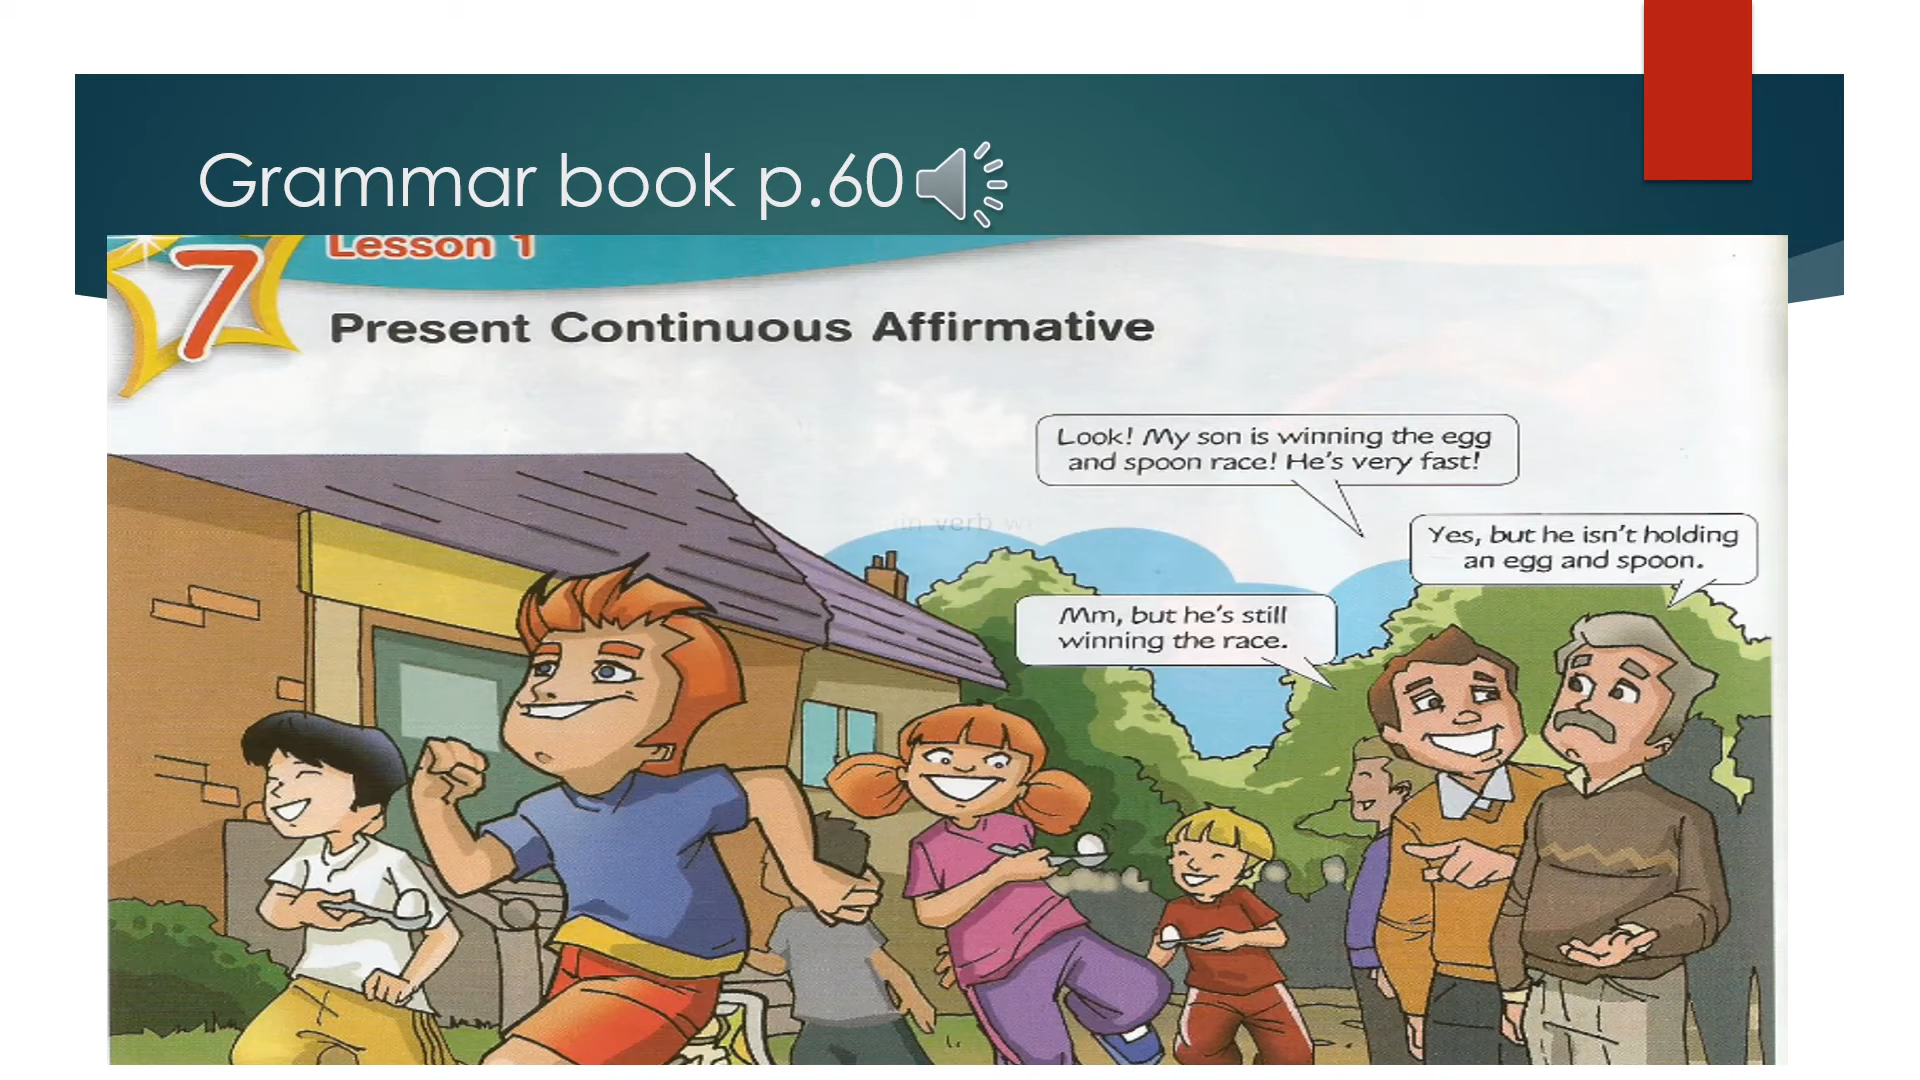 Grammar book p.60
Lesson 1
7
Present Continuous Affirmative
Look! My son is winning the egg
and spoon race! He's very fast!
Yes, but he isn't holding
an egg and spoon.
Mm, but he's still
winning the race.
in verb w